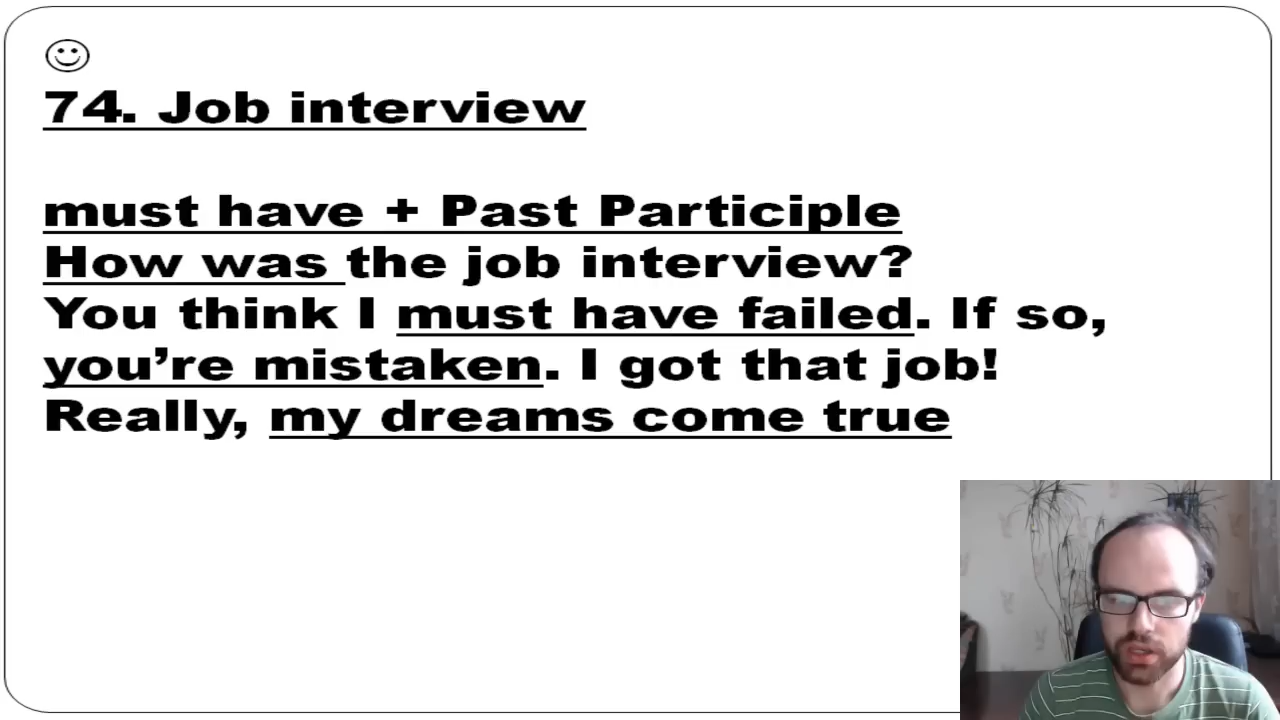 74. Job interview
must have + Past Participle
How was the job interview?
You think I must have failed. If so,
you’re mistaken. I got that job!
Really, my dreams come true